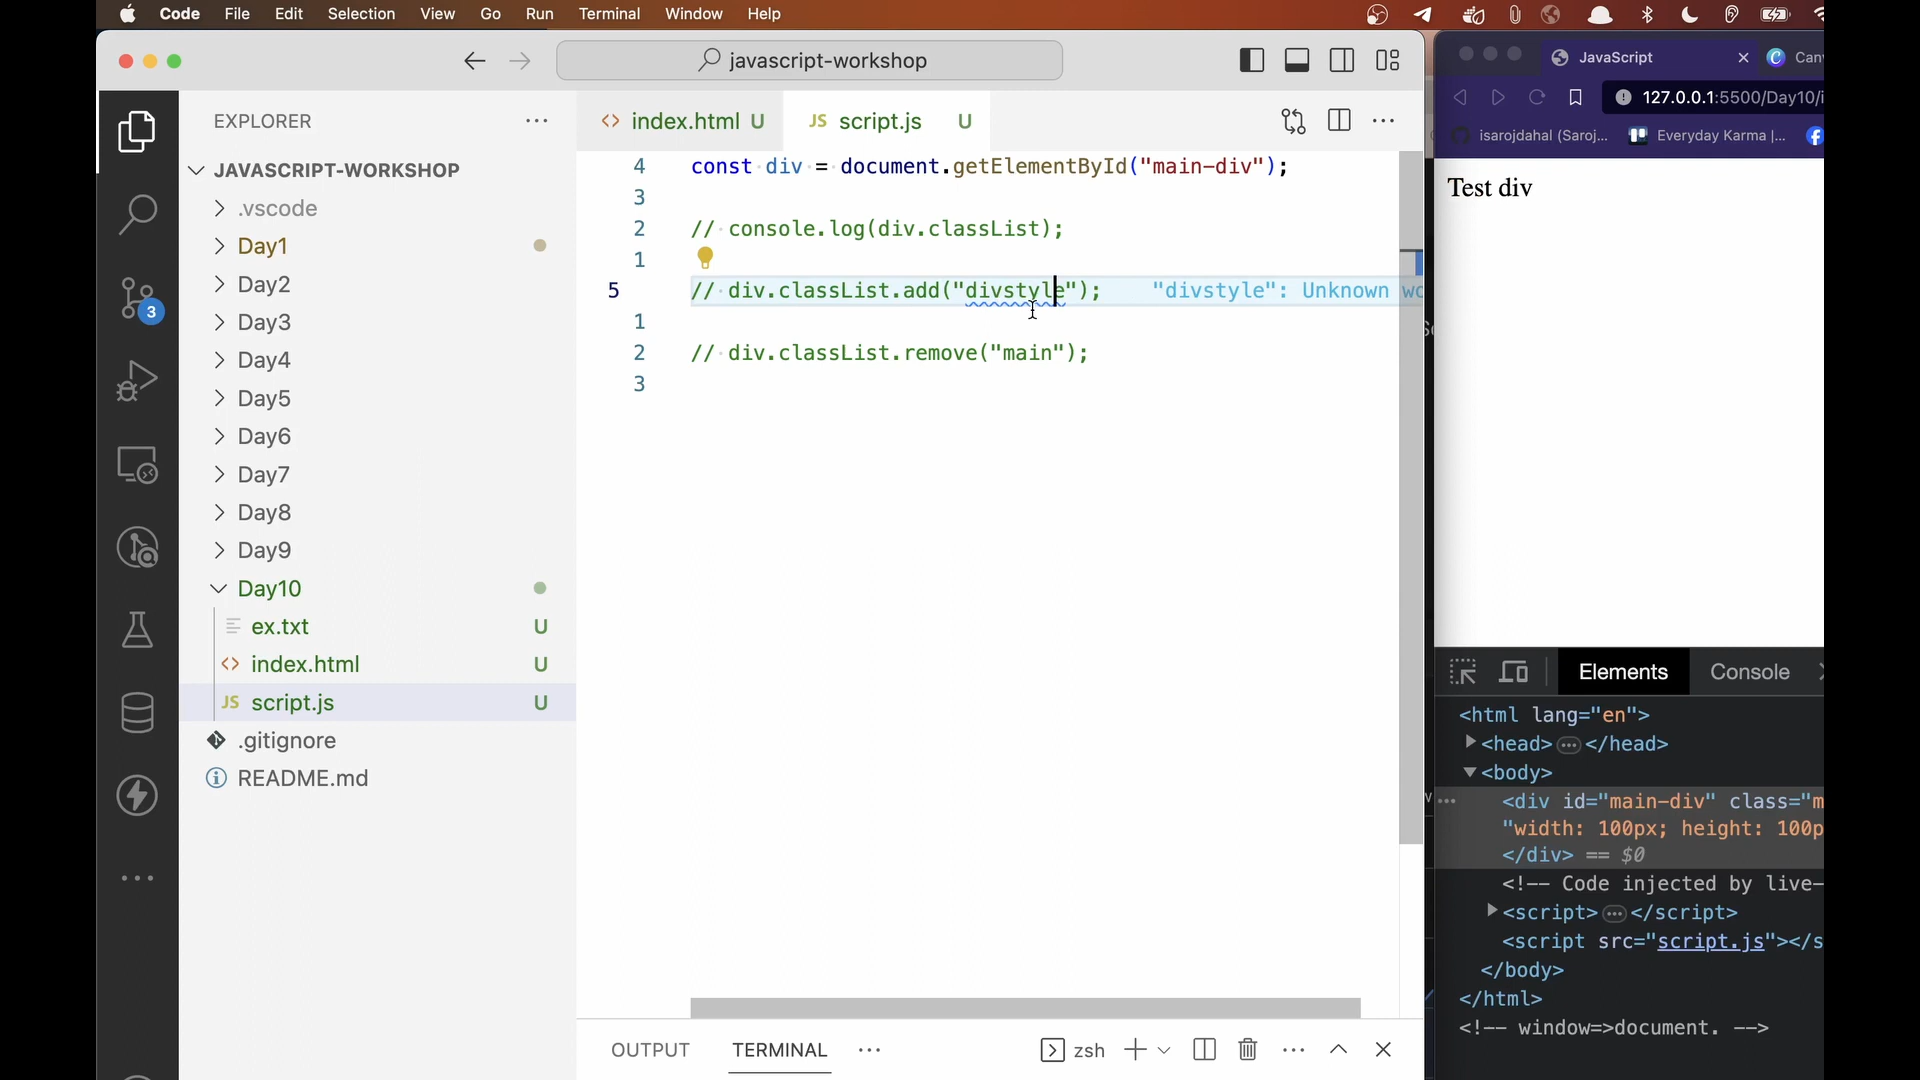 Code File Edit Selection View Go Run Terminal Window Help
javascript-workshop
EXPLORER
JAVASCRIPT-WORKSHOP
.vscode
Day1
Day2
3
Day3
Day4
Day5
Day6
Day7
Day8
Day9
Day10
ex.txt U
<> index.html U
JS script.js U
.gitignore
README.md
<> index.html U JS script.js U
4 const div = document.getElementById("main-div");
3
2 // console.log(div.classList);
1
5 // div.classList.add("divstyle"); "divstyle": Unknown
1
2 // div.classList.remove("main");
3
OUTPUT TERMINAL zsh
JavaScript
127.0.0.1:5500/Day10/
isarojdahal (Saroj... Everyday Karma |...
Test div
Elements Console
<html lang="en">
<head> </head>
<body>
<div id="main-div" class="m
"width: 100px; height: 100p
</div> == $0
<!-- Code injected by live-
<script> </script>
<script src="script.js"></s
</body>
</html>
<!-- window=>document. -->